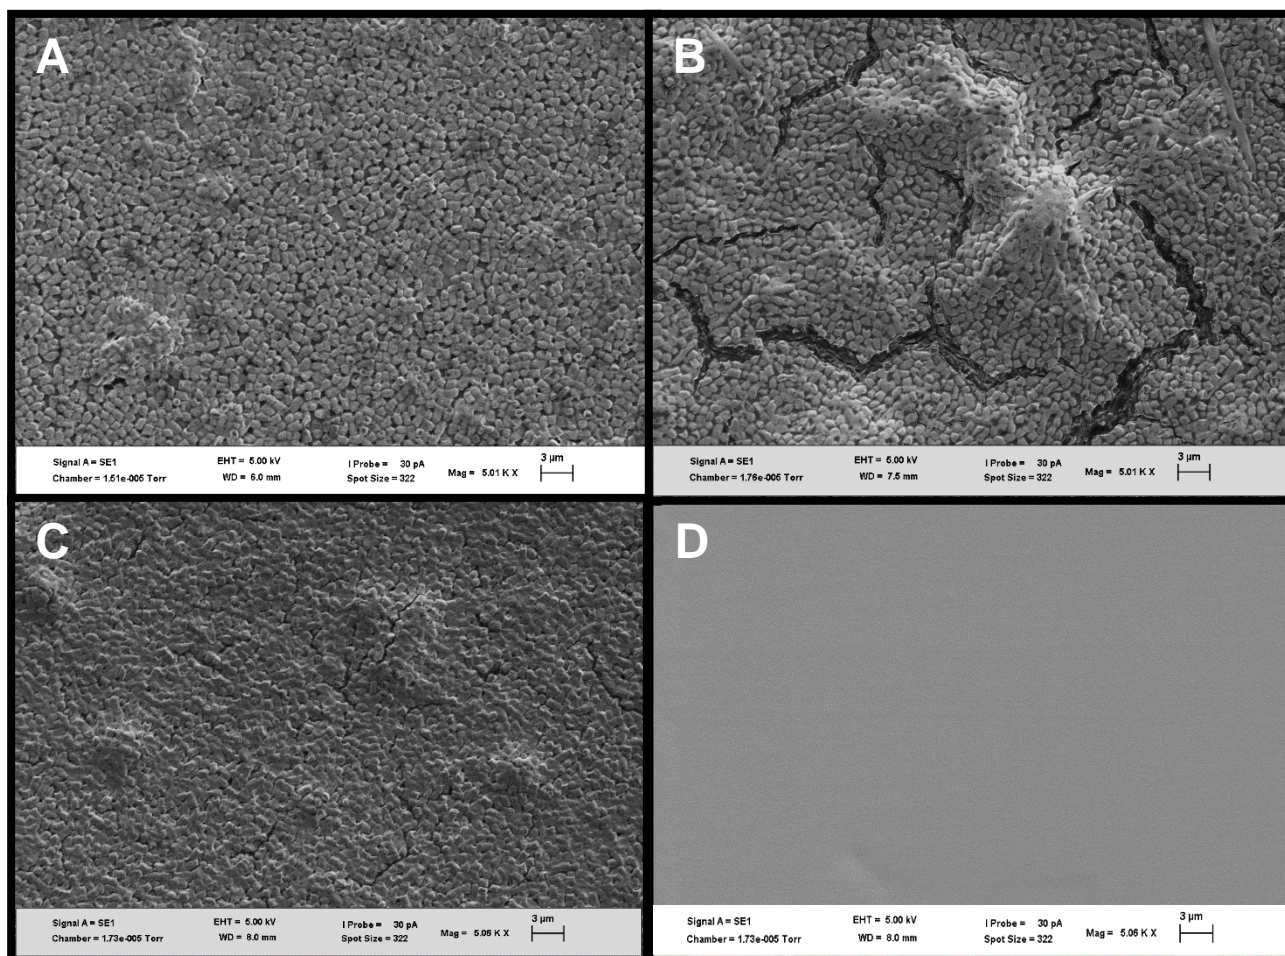 A
Signal A = SE1 EHT = 5.00 kV I Probe = 30 pA Mag = 5.01 K X 3 µm
Chamber = 1.51e-005 Torr WD = 6.0 mm Spot Size = 322
B
Signal A = SE1 EHT = 5.00 kV I Probe = 30 pA Mag = 5.01 K X 3 µm
Chamber = 1.76e-005 Torr WD = 7.5 mm Spot Size = 322
C
Signal A = SE1 EHT = 5.00 kV I Probe = 30 pA Mag = 5.06 K X 3 µm
Chamber = 1.73e-005 Torr WD = 8.0 mm Spot Size = 322
D
Signal A = SE1 EHT = 5.00 kV I Probe = 30 pA Mag = 5.06 K X 3 µm
Chamber = 1.73e-005 Torr WD = 8.0 mm Spot Size = 322